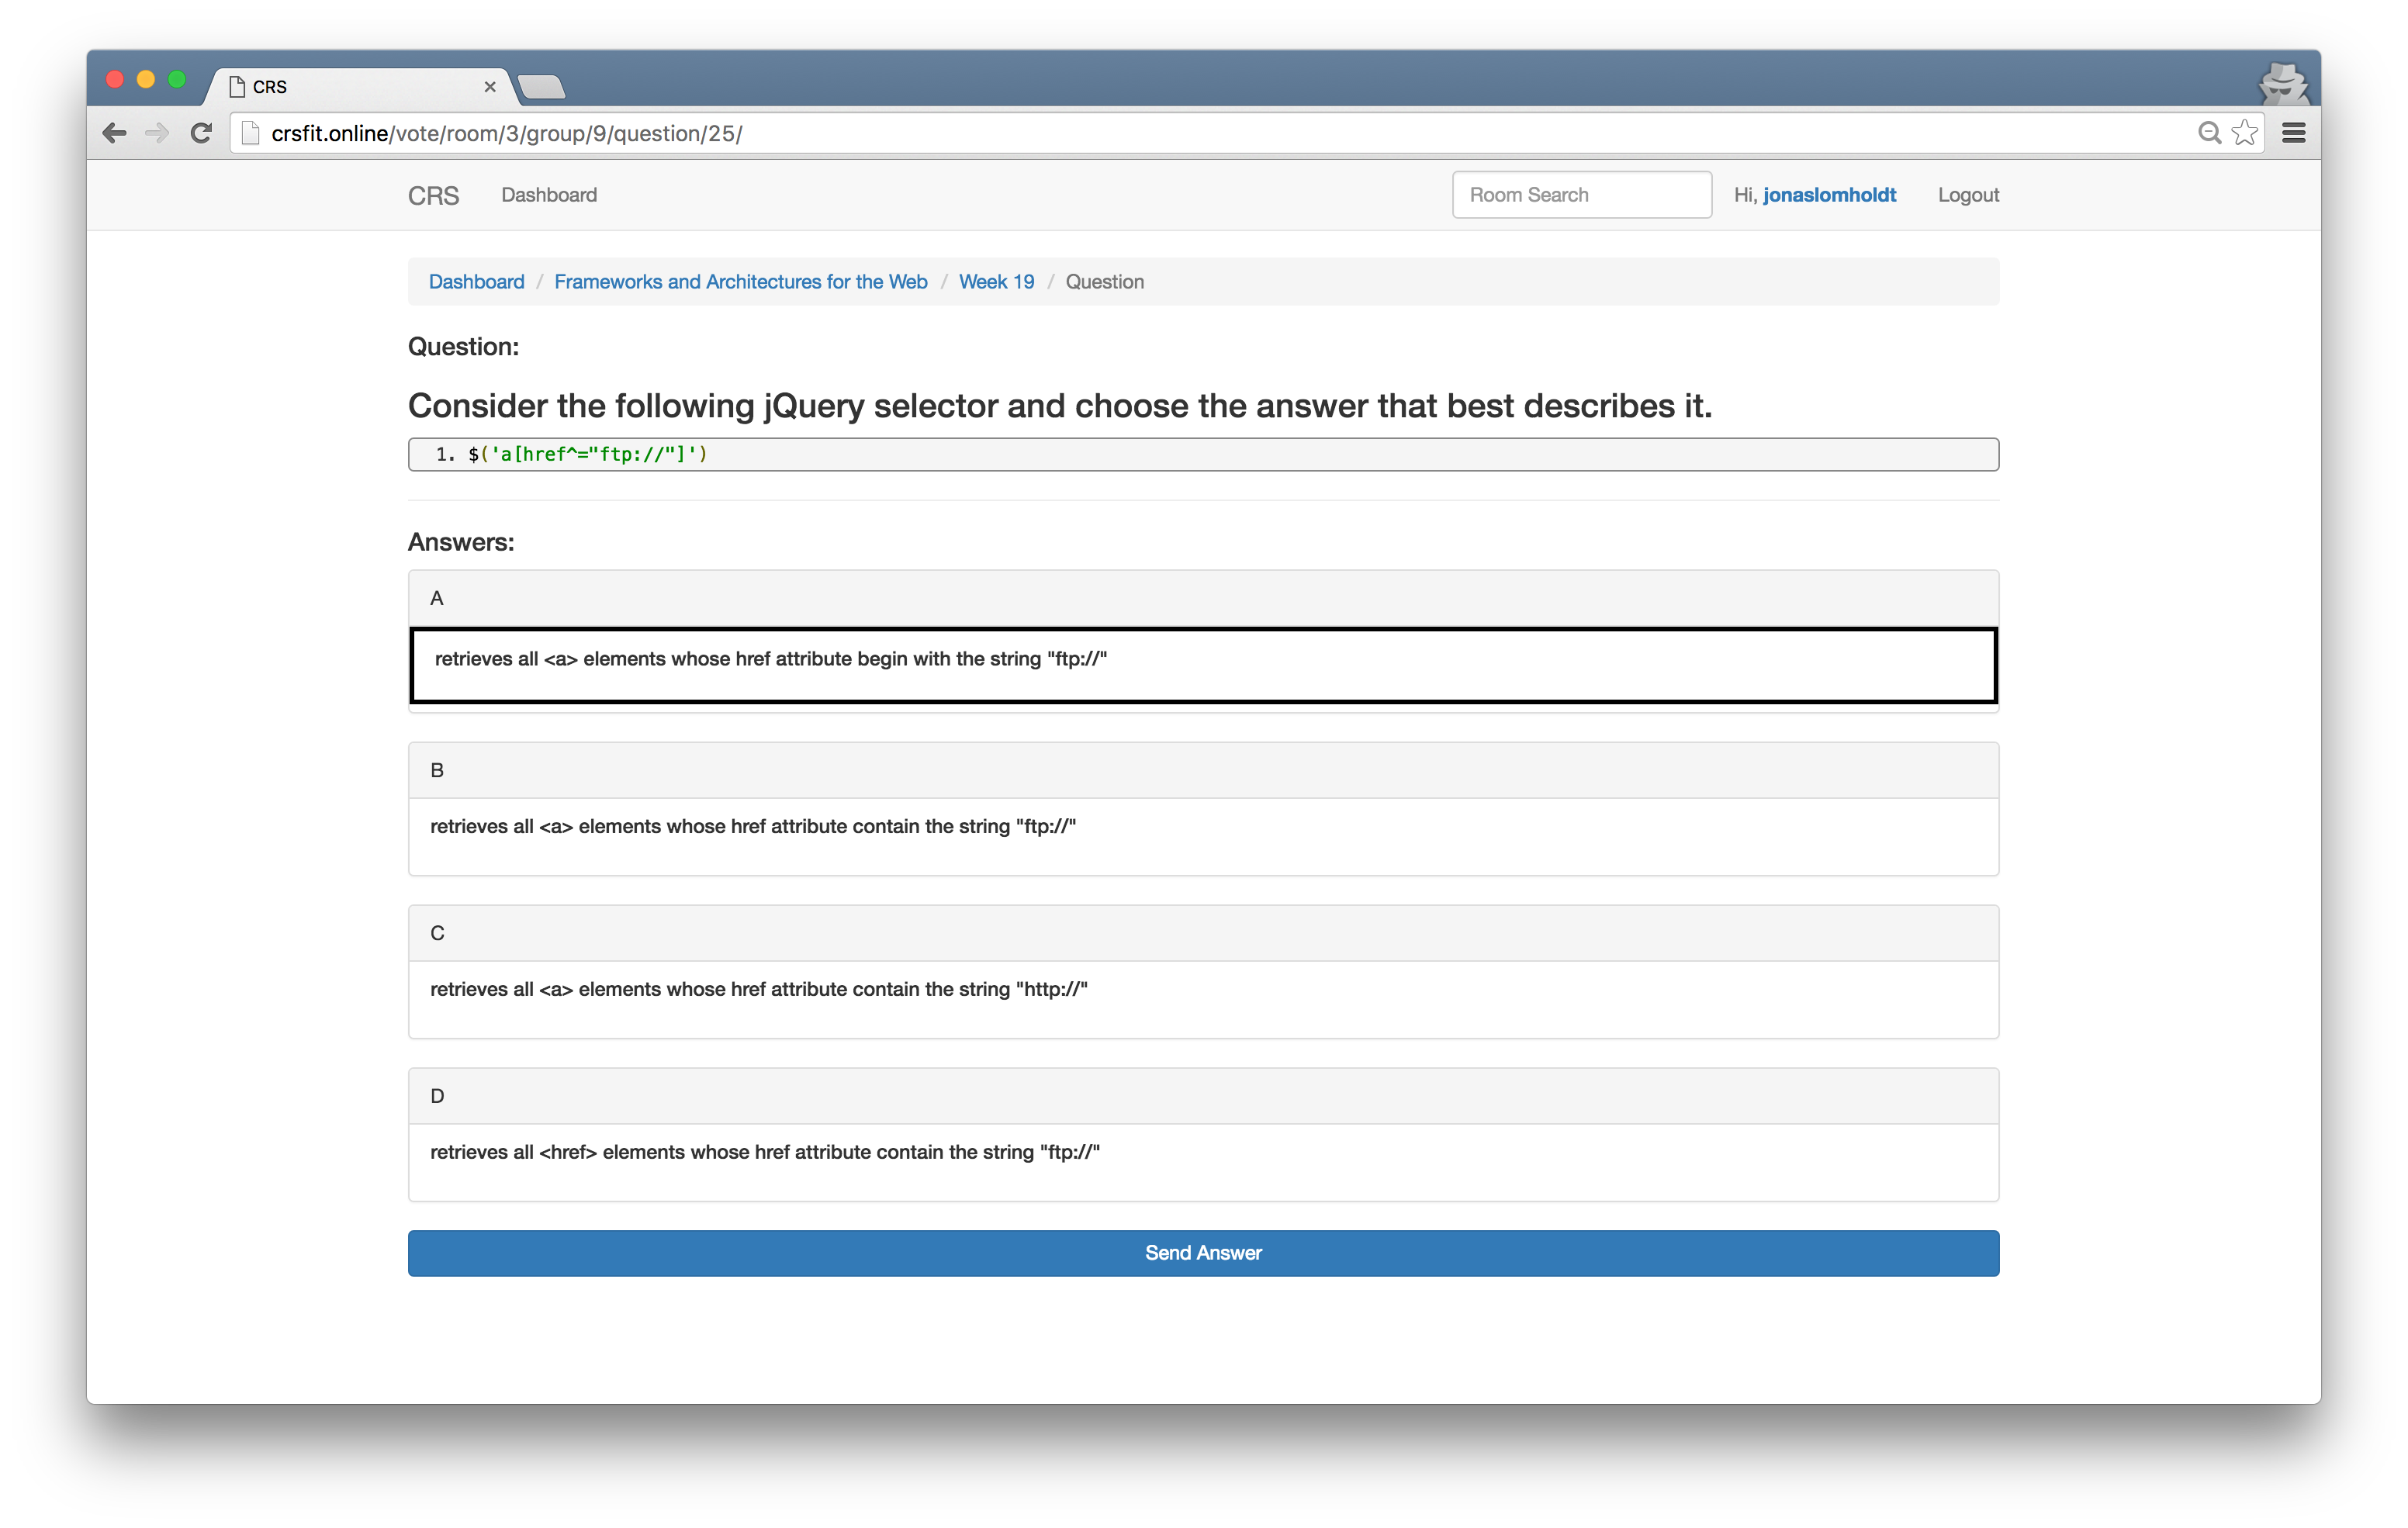 CRS
crsfit.online/vote/room/3/group/9/question/25/
CRS Dashboard Room Search Hi, jonaslomholdt Logout
Dashboard / Frameworks and Architectures for the Web / Week 19 / Question
Question:
Consider the following jQuery selector and choose the answer that best describes it.
1. $('a[href^="ftp://"]')
Answers:
A
retrieves all <a> elements whose href attribute begin with the string "ftp://"
B
retrieves all <a> elements whose href attribute contain the string "ftp://"
C
retrieves all <a> elements whose href attribute contain the string "http://"
D
retrieves all <href> elements whose href attribute contain the string "ftp://"
Send Answer